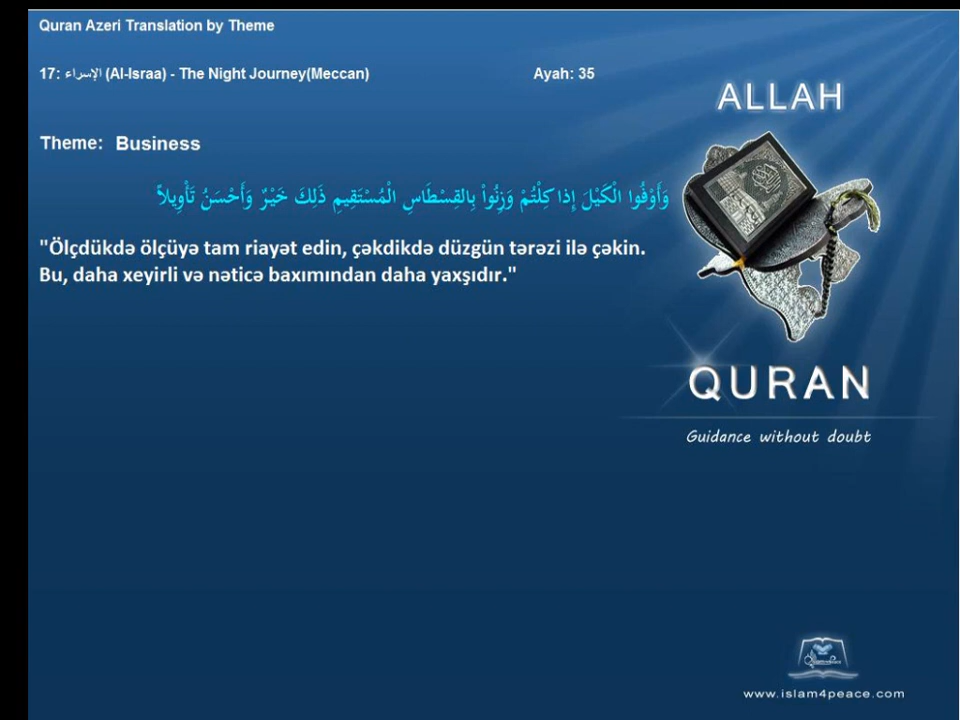 Quran Azeri Translation by Theme
17: الإسراء (Al-Israa) - The Night Journey(Meccan) Ayah: 35
ALLAH
Theme: Business
وَأَوْفُوا الْكَيْلَ إِذا كِلْتُمْ وَزِنُواْ بِالقِسْطَاسِ الْمُسْتَقِيمِ ذَلِكَ خَيْرٌ وَأَحْسَنُ تَأْوِيلاً
"Ölçdükdə ölçüyə tam riayət edin, çəkdikdə düzgün tərəzi ilə çəkin.
Bu, daha xeyirli və nəticə baxımından daha yaxşıdır."
QURAN
Guidance without doubt
www.islam4peace.com